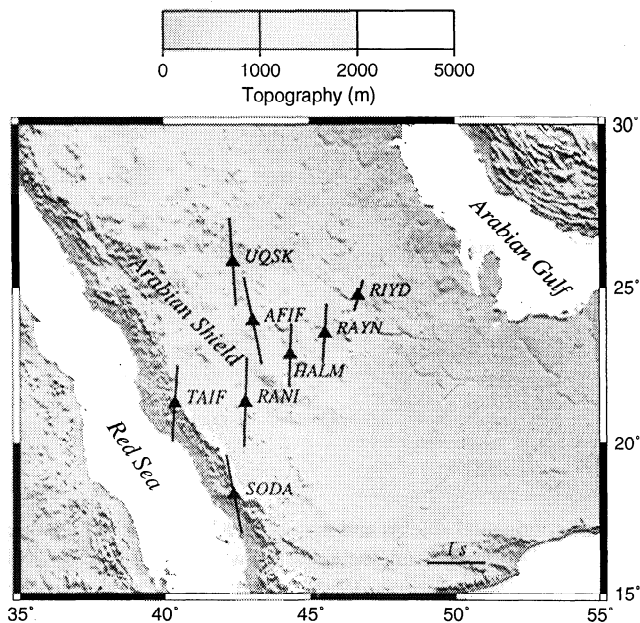 0 1000 2000 5000
Topography (m)
30°
Arabian Gulf
UQSK
Arabian Shield
RIYD
25°
AFIF
RAYN
HALM
TAIF
RANI
Red Sea
20°
SODA
1 s
15°
35° 40° 45° 50° 55°